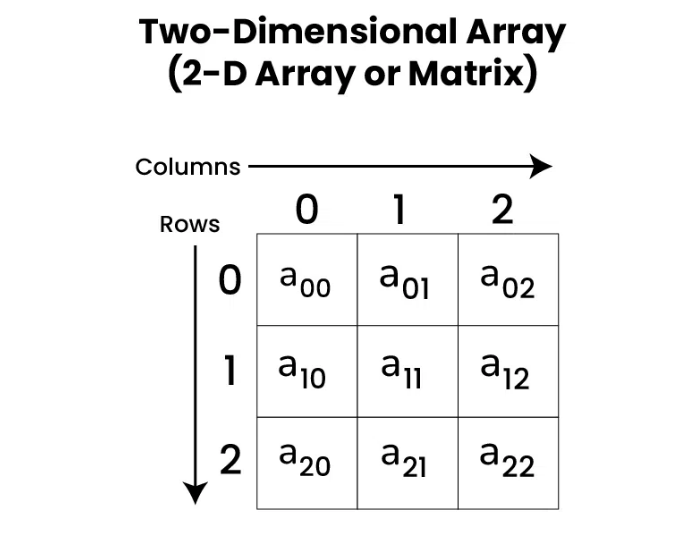 Two-Dimensional Array
(2-D Array or Matrix)
Columns
0 1 2
Rows
0 a00 a01 a02
1 a10 a11 a12
2 a20 a21 a22